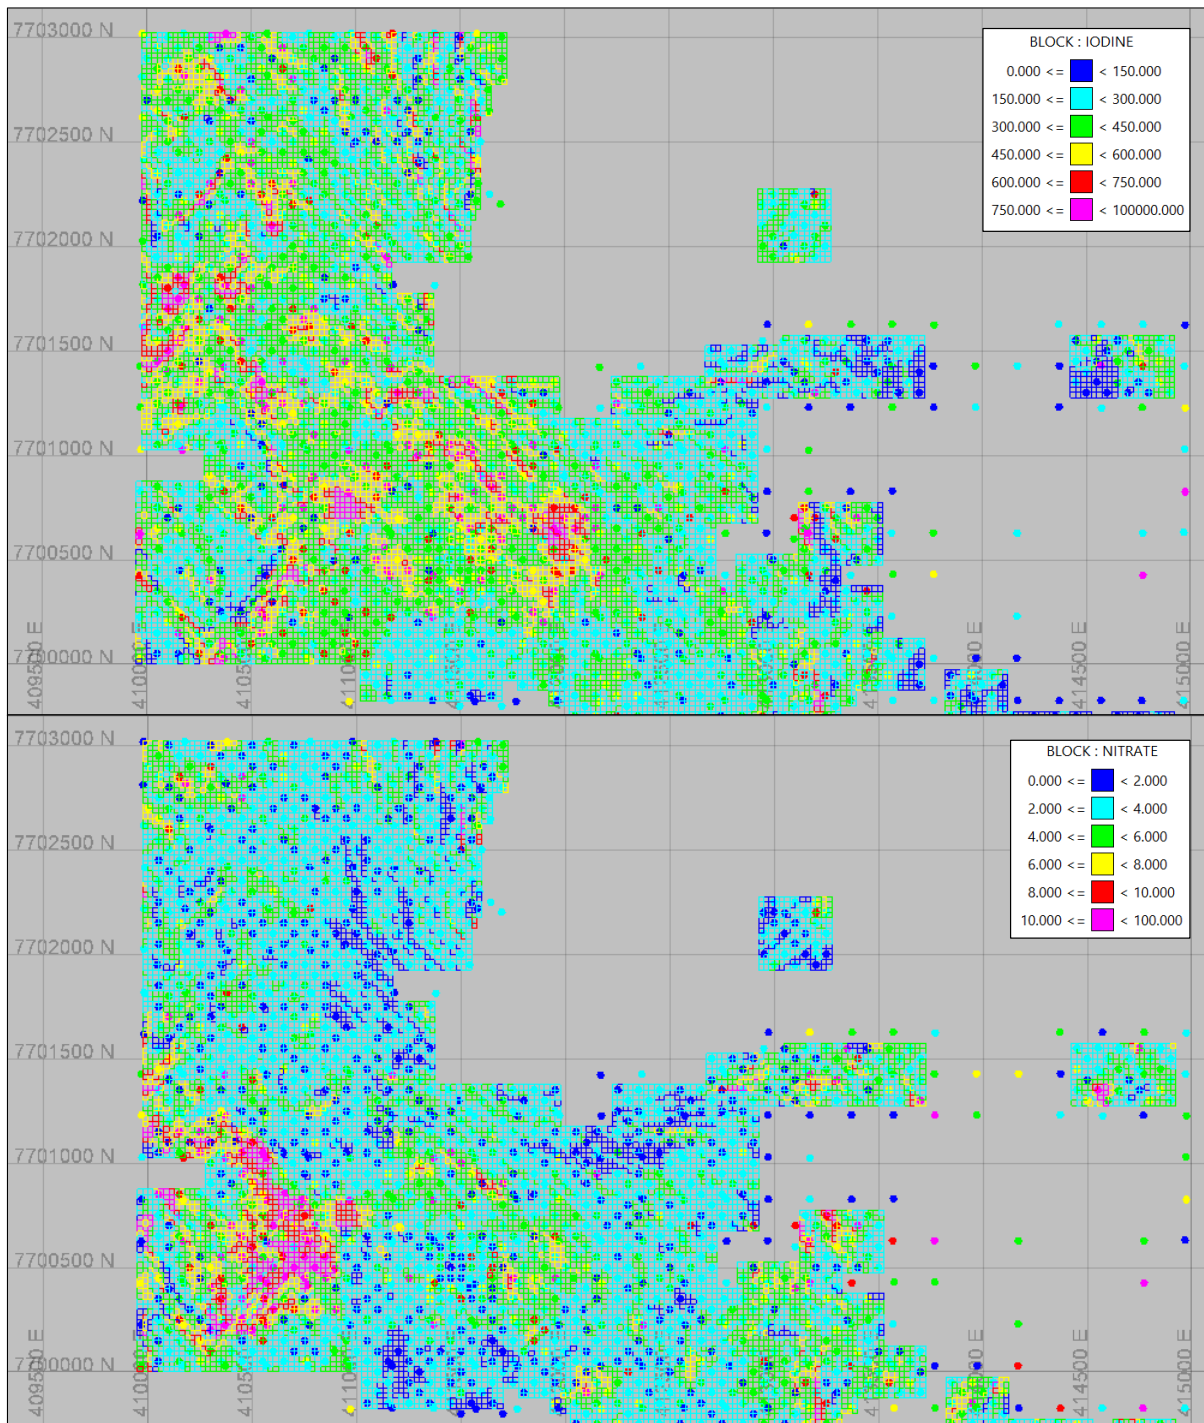 7703000 N
7702500 N
7702000 N
7701500 N
7701000 N
7700500 N
7700000 N
BLOCK : IODINE
0.000 <= < 150.000
150.000 <= < 300.000
300.000 <= < 450.000
450.000 <= < 600.000
600.000 <= < 750.000
750.000 <= < 100000.000
409500 E
414500 E
415000 E
7703000 N
7702500 N
7702000 N
7701500 N
7701000 N
7700500 N
7700000 N
BLOCK : NITRATE
0.000 <= < 2.000
2.000 <= < 4.000
4.000 <= < 6.000
6.000 <= < 8.000
8.000 <= < 10.000
10.000 <= < 100.000
409500 E
414500 E
415000 E